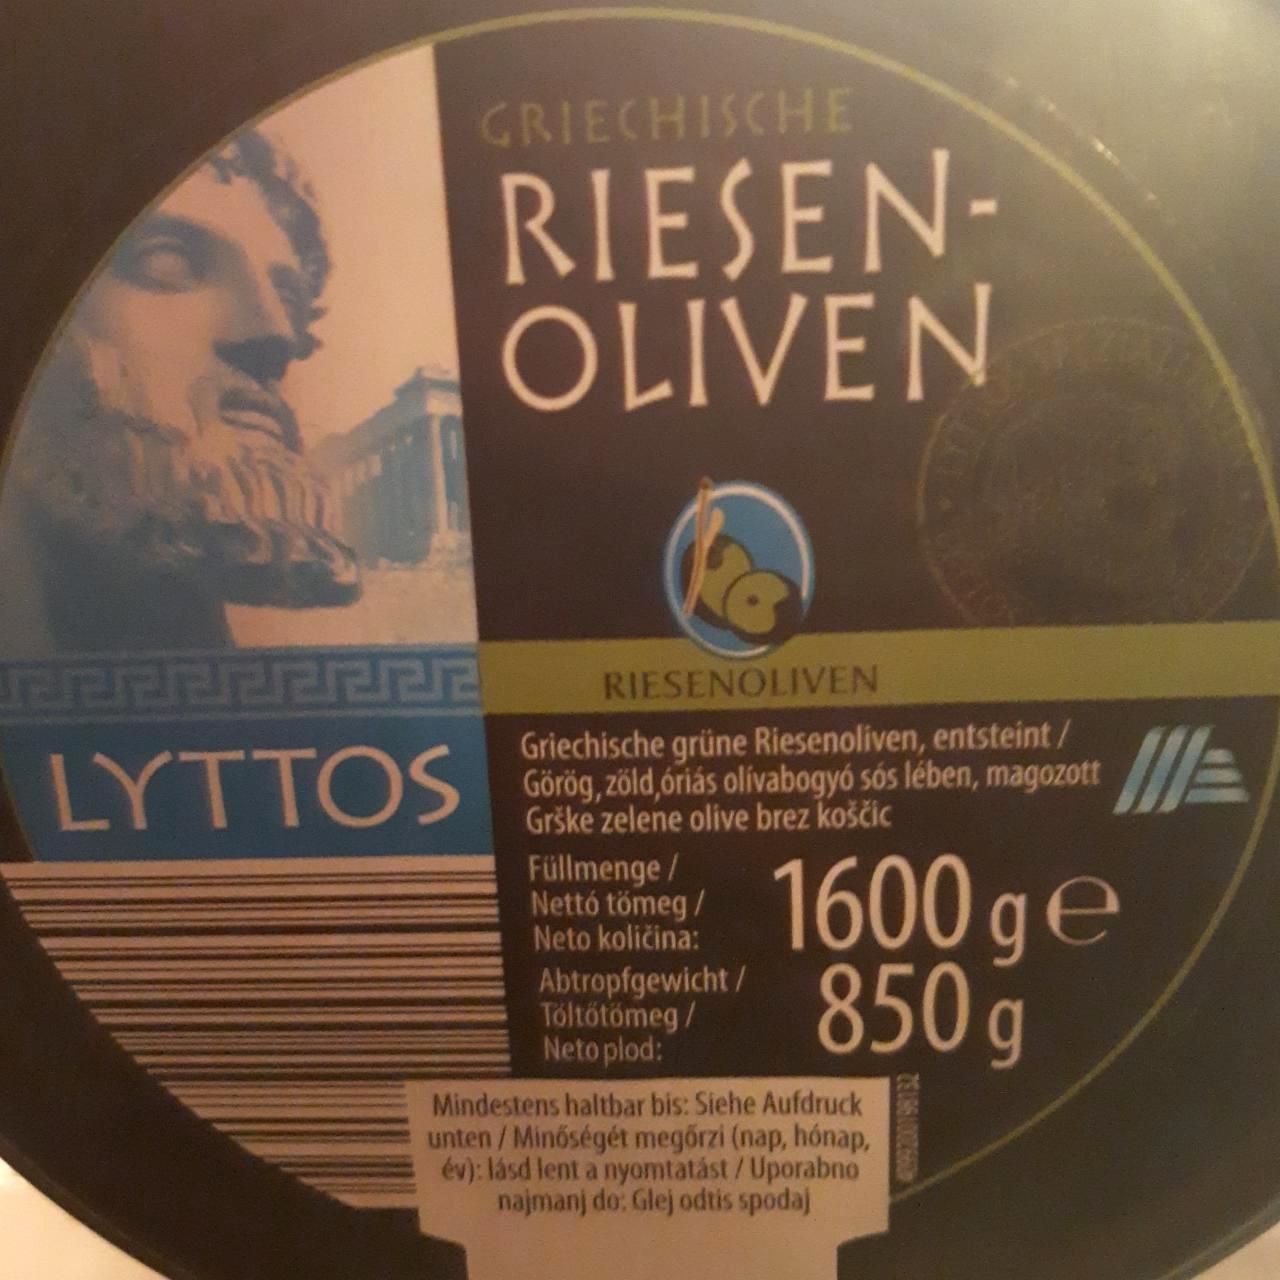 GRIECHISCHE
RIESEN-
OLIVEN
RIESENOLIVEN
LYTTOS
Griechische grüne Riesenoliven, entsteint /
Görög, zöld, óriás olívabogyó sós lében, magozott
Grške zelene olive brez koščic
Füllmenge /
Nettó tömeg /
Neto količina:
1600 g e
Abtropfgewicht /
Töltőtömeg /
Neto plod:
850 g
Mindestens haltbar bis: Siehe Aufdruck
unten / Minőségét megőrzi (nap, hónap,
év): lásd lent a nyomtatást / Uporabno
najmanj do: Glej odtis spodaj